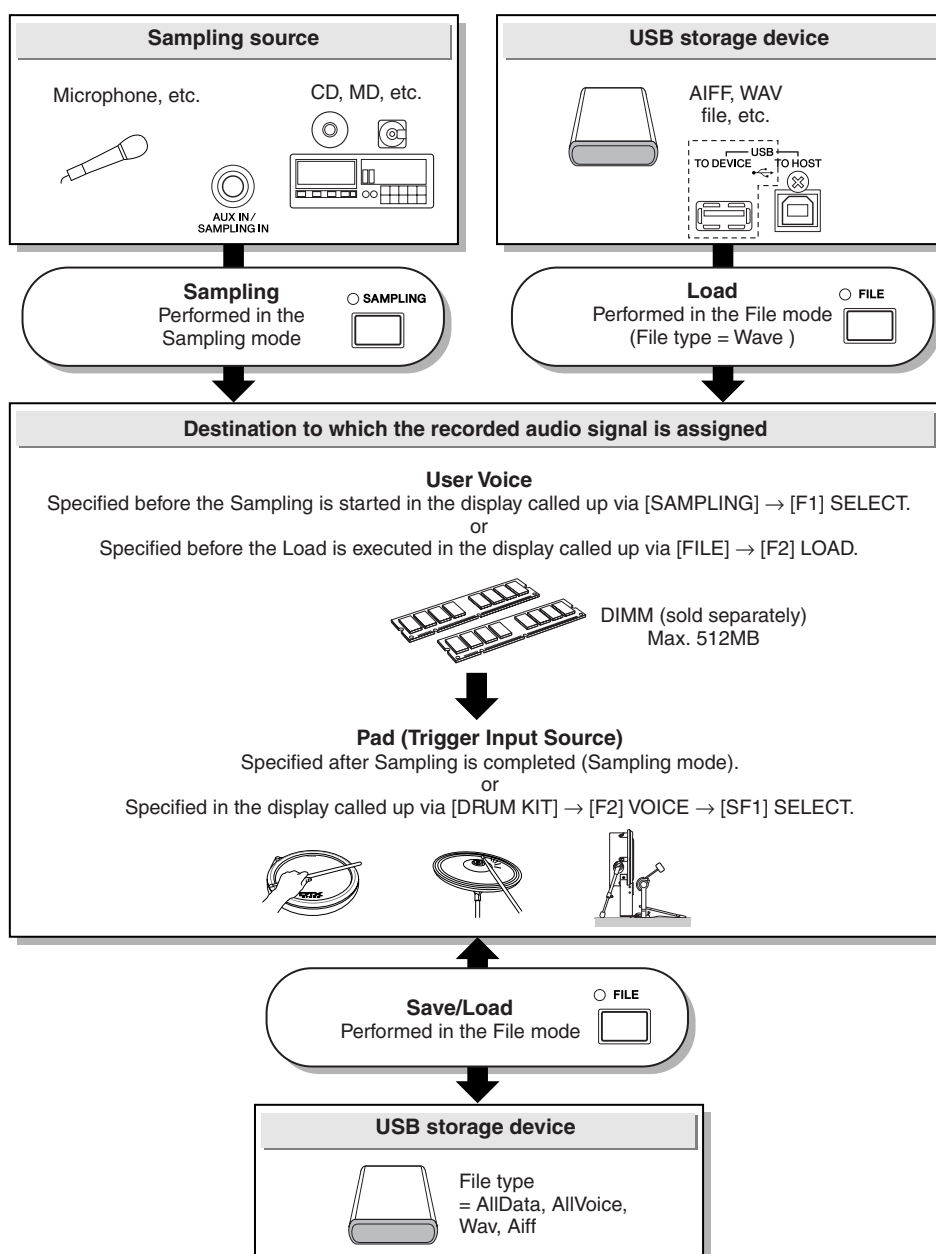 Sampling source
Microphone, etc.
CD, MD, etc.
AUX IN /
SAMPLING IN
USB storage device
AIFF, WAV
file, etc.
USB
TO DEVICE
TO HOST
Sampling
Performed in the
Sampling mode
SAMPLING
Load
Performed in the File mode
(File type = Wave )
FILE
Destination to which the recorded audio signal is assigned
User Voice
Specified before the Sampling is started in the display called up via [SAMPLING] → [F1] SELECT.
or
Specified before the Load is executed in the display called up via [FILE] → [F2] LOAD.
DIMM (sold separately)
Max. 512MB
Pad (Trigger Input Source)
Specified after Sampling is completed (Sampling mode).
or
Specified in the display called up via [DRUM KIT] → [F2] VOICE → [SF1] SELECT.
Save/Load
Performed in the File mode
FILE
USB storage device
File type
= AllData, AllVoice,
Wav, Aiff